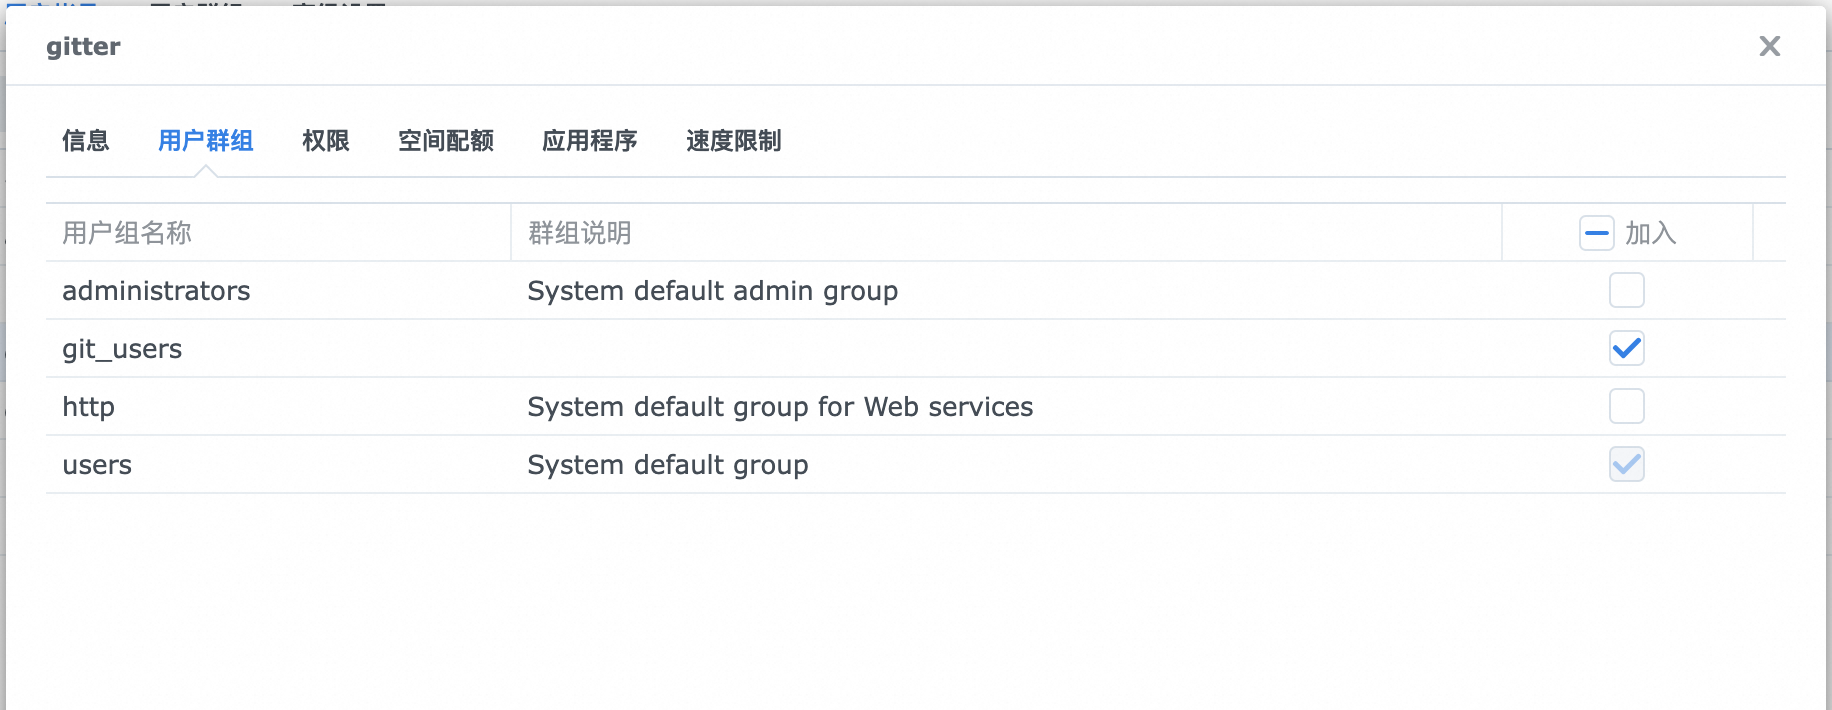 gitter
信息 用户群组 权限 空间配额 应用程序 速度限制
用户组名称 群组说明 加入
administrators System default admin group
git_users
http System default group for Web services
users System default group